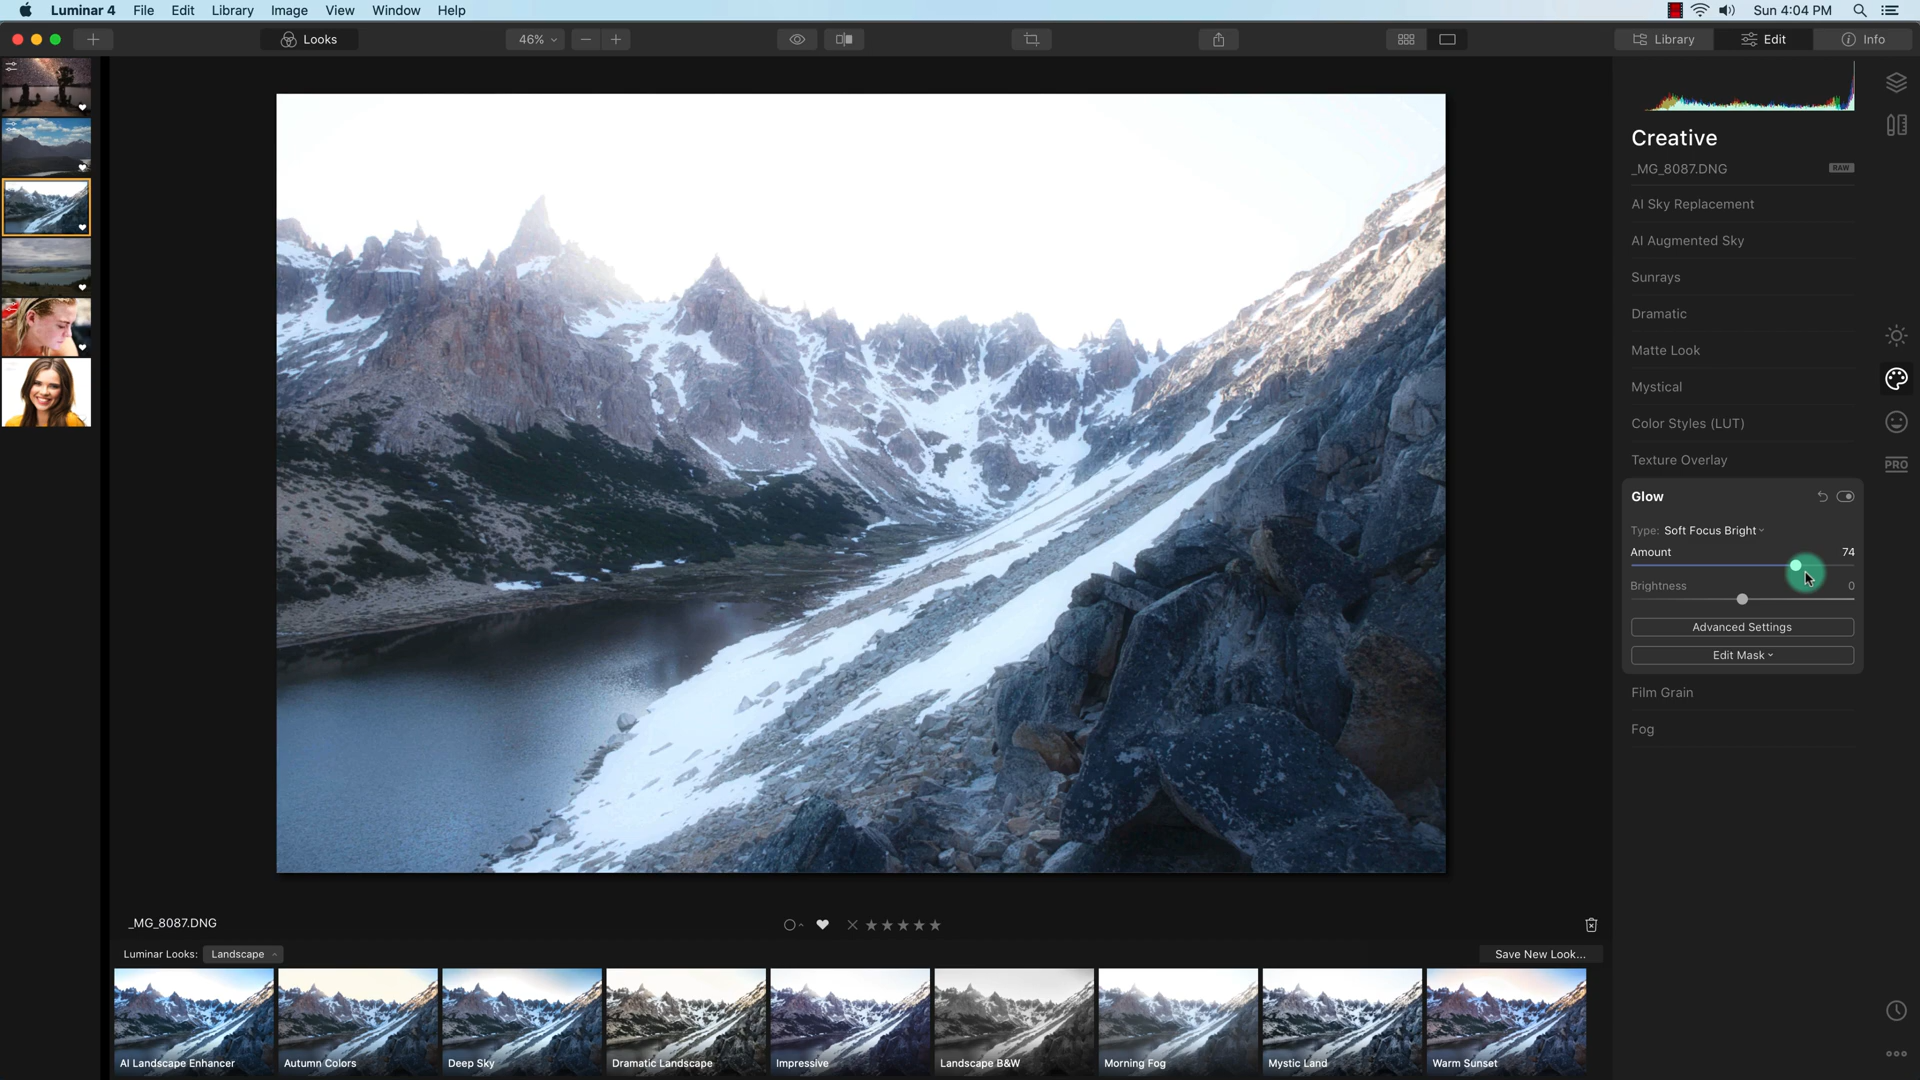 Luminar 4 File Edit Library Image View Window Help Sun 4:04 PM
Looks 46% Library Edit Info
Creative
_MG_8087.DNG RAW
AI Sky Replacement
AI Augmented Sky
Sunrays
Dramatic
Matte Look
Mystical
Color Styles (LUT)
PRO
Texture Overlay
Glow
Type: Soft Focus Bright
Amount 74
Brightness 0
Advanced Settings
Edit Mask
Film Grain
Fog
_MG_8087.DNG
Luminar Looks: Landscape Save New Look...
AI Landscape Enhancer Autumn Colors Deep Sky Dramatic Landscape Impressive Landscape B&W Morning Fog Mystic Land Warm Sunset